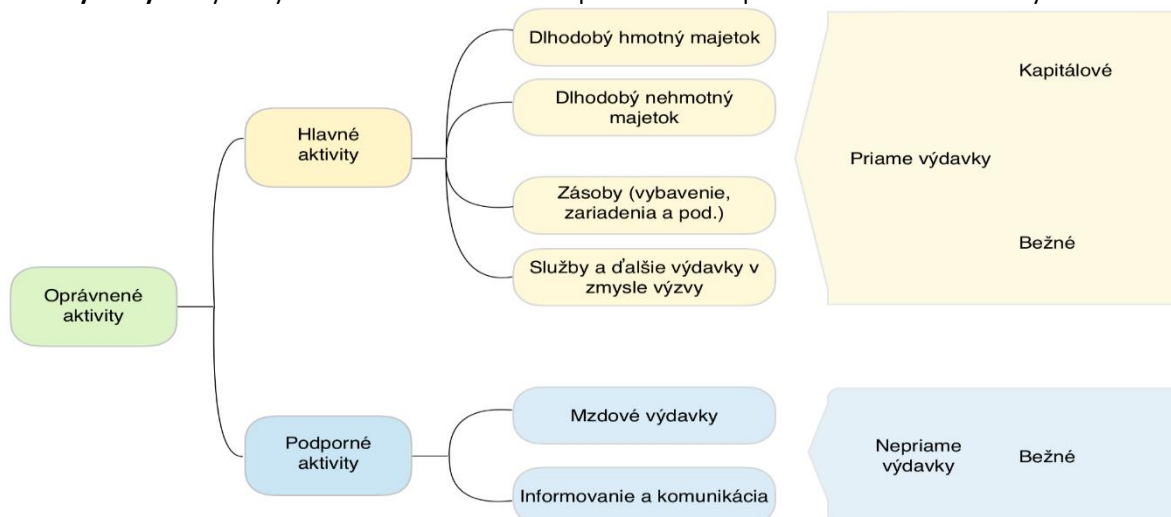 Dlhodobý hmotný majetok
Kapitálové
Dlhodobý nehmotný
majetok
Hlavné
aktivity
Priame výdavky
Zásoby (vybavenie,
zariadenia a pod.)
Bežné
Služby a ďalšie výdavky v
zmysle výzvy
Oprávnené
aktivity
Mzdové výdavky
Podporné
aktivity
Nepriame
výdavky
Bežné
Informovanie a komunikácia